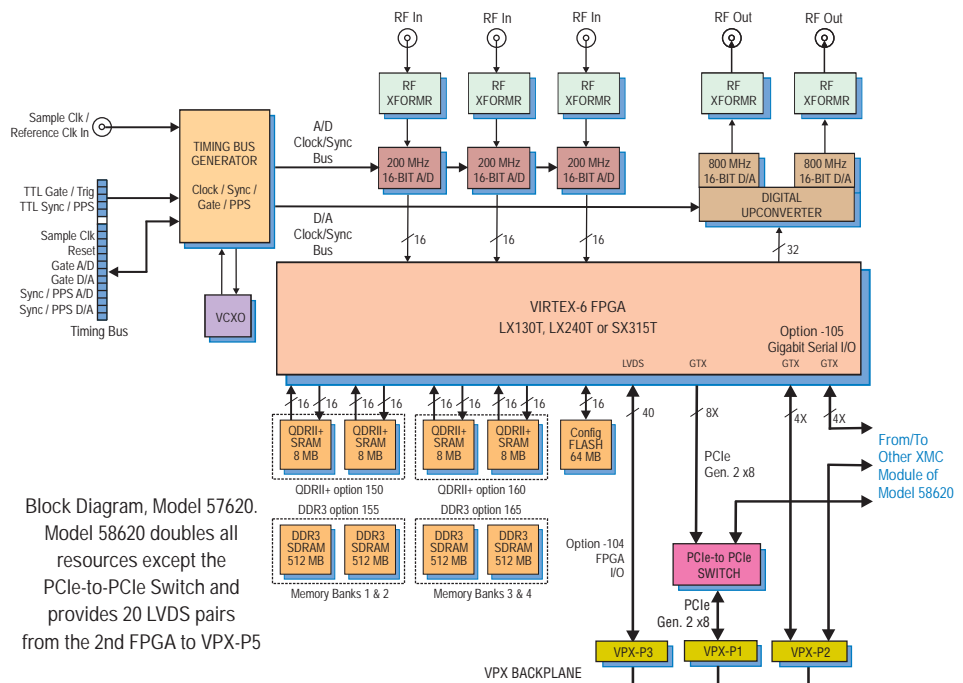 RF In
RF In
RF In
RF Out
RF Out
Sample Clk /
Reference Clk In
TIMING BUS
GENERATOR
Clock / Sync /
Gate / PPS
A/D
Clock/Sync
Bus
D/A
Clock/Sync
Bus
RF
XFORMR
RF
XFORMR
RF
XFORMR
RF
XFORMR
RF
XFORMR
200 MHz
16-BIT A/D
200 MHz
16-BIT A/D
200 MHz
16-BIT A/D
800 MHz
16-BIT D/A
800 MHz
16-BIT D/A
DIGITAL
UPCONVERTER
TTL Gate / Trig
TTL Sync / PPS
Sample Clk
Reset
Gate A/D
Gate D/A
Sync / PPS A/D
Sync / PPS D/A
Timing Bus
VCXO
16
16
16
32
VIRTEX-6 FPGA
LX130T, LX240T or SX315T
Option -105
Gigabit Serial I/O
LVDS
GTX
GTX
GTX
16
16
16
16
16
16
16
16
16
40
8X
4X
4X
QDRII+
SRAM
8 MB
QDRII+
SRAM
8 MB
QDRII+
SRAM
8 MB
QDRII+
SRAM
8 MB
Config
FLASH
64 MB
QDRII+ option 150
QDRII+ option 160
DDR3 option 155
DDR3 option 165
DDR3
SDRAM
512 MB
DDR3
SDRAM
512 MB
DDR3
SDRAM
512 MB
DDR3
SDRAM
512 MB
Memory Banks 1 & 2
Memory Banks 3 & 4
PCIe
Gen. 2 x8
From/To
Other XMC
Module of
Model 58620
Option -104
FPGA
I/O
PCIe-to PCIe
SWITCH
PCIe
Gen. 2 x8
VPX-P3
VPX-P1
VPX-P2
VPX BACKPLANE
Block Diagram, Model 57620.
Model 58620 doubles all
resources except the
PCIe-to-PCIe Switch and
provides 20 LVDS pairs
from the 2nd FPGA to VPX-P5